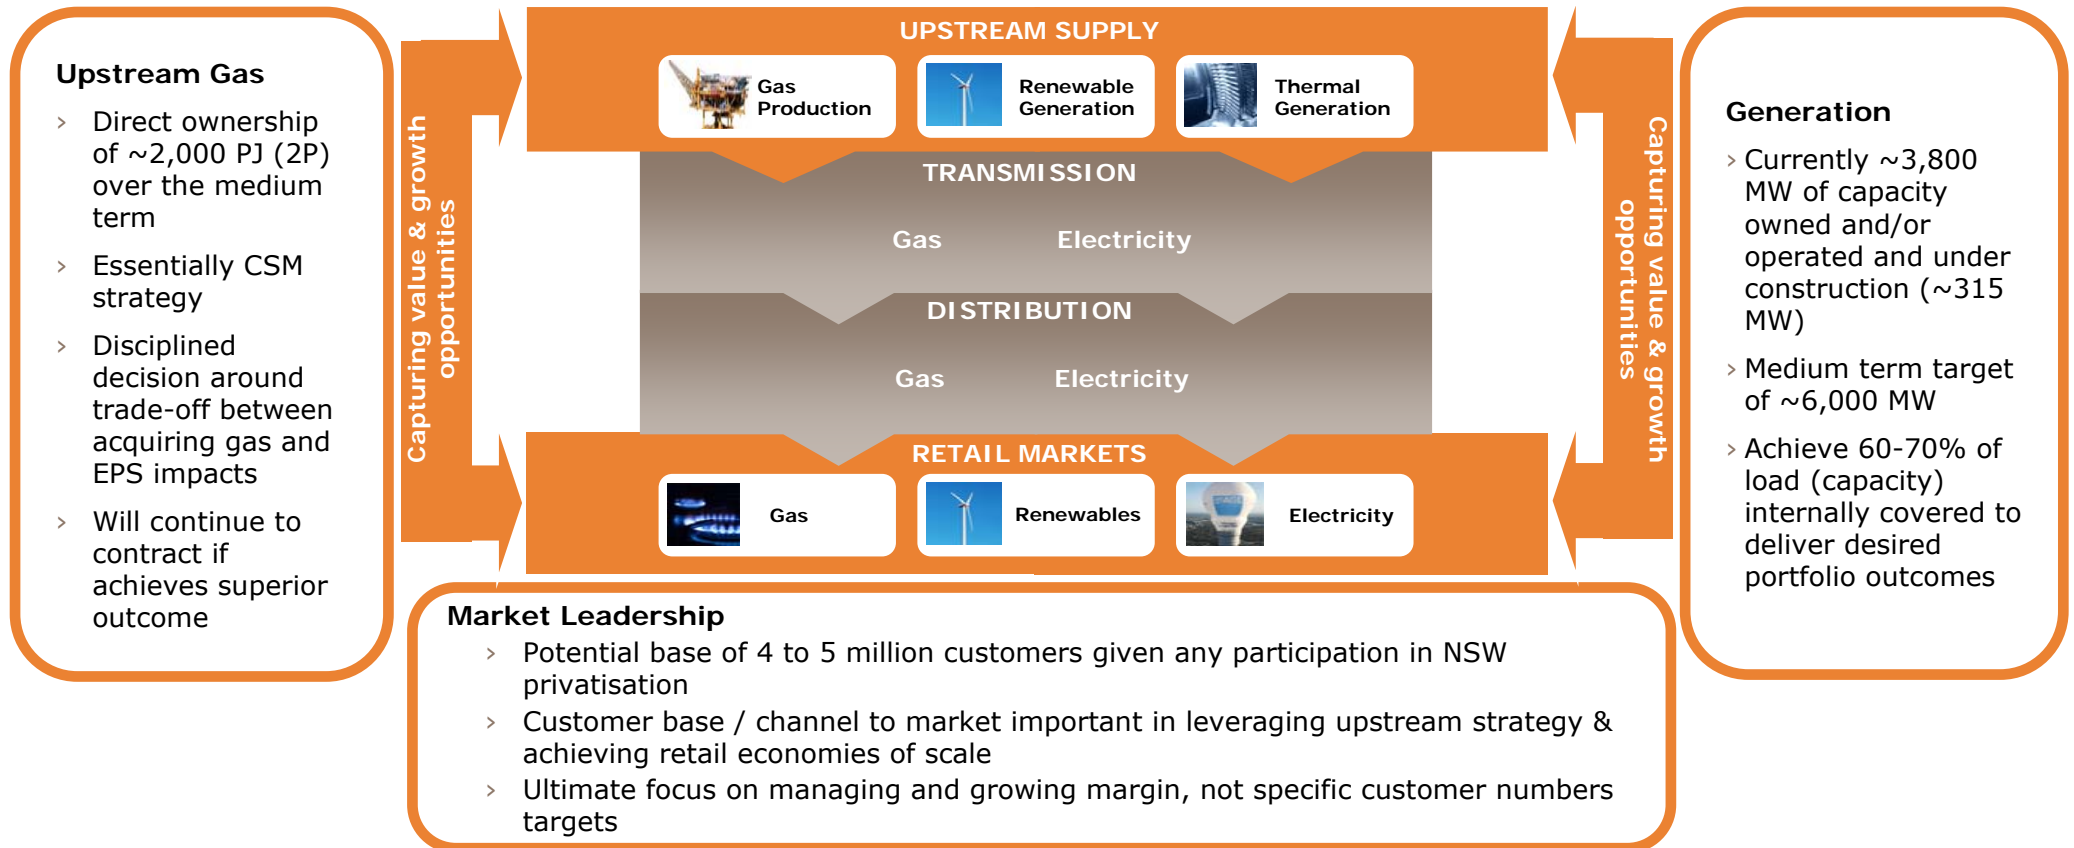 Upstream Gas
› Direct ownership
of ~2,000 PJ (2P)
over the medium
term
› Essentially CSM
strategy
› Disciplined
decision around
trade-off between
acquiring gas and
EPS impacts
› Will continue to
contract if
achieves superior
outcome
Capturing value & growth
opportunities
UPSTREAM SUPPLY
Gas
Production
Renewable
Generation
Thermal
Generation
TRANSMISSION
Gas Electricity
DISTRIBUTION
Gas Electricity
RETAIL MARKETS
Gas
Renewables
Electricity
Capturing value & growth
opportunities
Generation
› Currently ~3,800
MW of capacity
owned and/or
operated and under
construction (~315
MW)
› Medium term target
of ~6,000 MW
› Achieve 60-70% of
load (capacity)
internally covered to
deliver desired
portfolio outcomes
Market Leadership
› Potential base of 4 to 5 million customers given any participation in NSW
privatisation
› Customer base / channel to market important in leveraging upstream strategy &
achieving retail economies of scale
› Ultimate focus on managing and growing margin, not specific customer numbers
targets